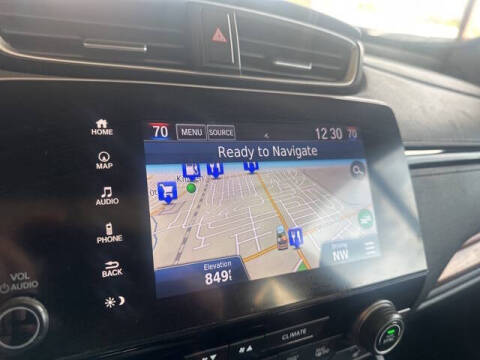 70 MENU SOURCE 12 30 70
Ready to Navigate
HOME
MAP
AUDIO
PHONE
BACK
Elevation
849
Driving
NW
VOL
AUDIO
CLIMATE